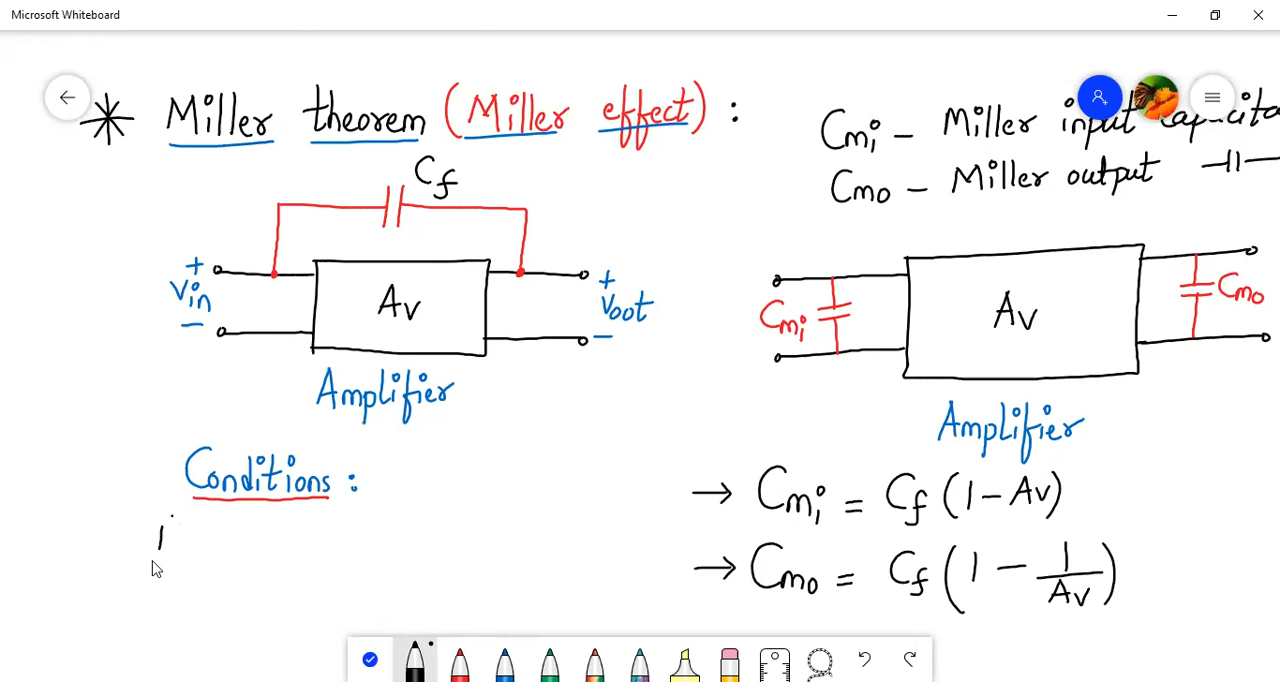 Microsoft Whiteboard
* Miller theorem (Miller effect) :
Cmi - Miller input
Cmo - Miller output ⊣⊢
Cf
+
Vin
-
Av
+
Vout
-
Amplifier
Cmi
Av
Cmo
Amplifier
Conditions :
→ Cmi = Cf (1 - Av)
→ Cmo = Cf (1 - 1/Av)